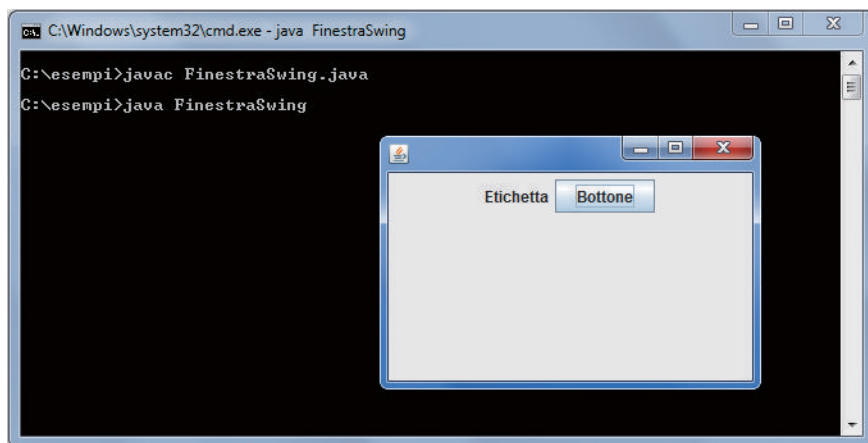 C:\Windows\system32\cmd.exe - java  FinestraSwing
C:\esempi>javac FinestraSwing.java
C:\esempi>java FinestraSwing
Etichetta
Bottone